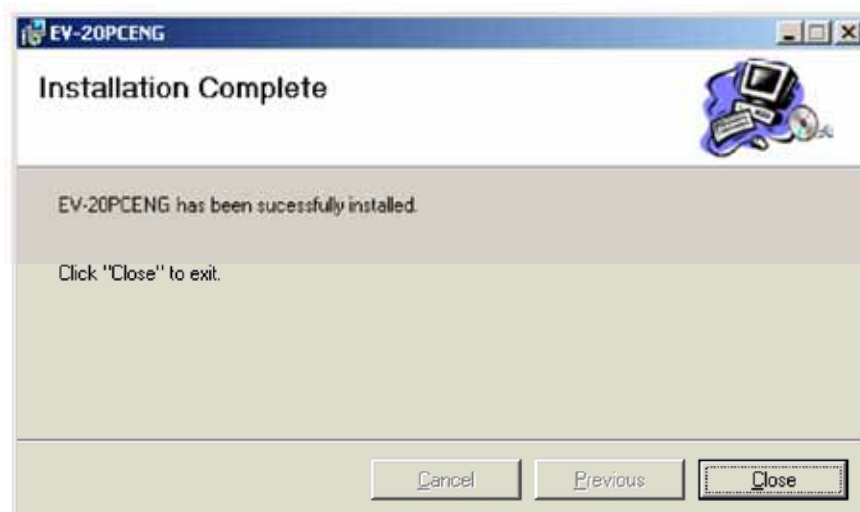 EV-20PCENG
Installation Complete
EV-20PCENG has been sucessfully installed.
Click "Close" to exit.
Cancel Previous Close